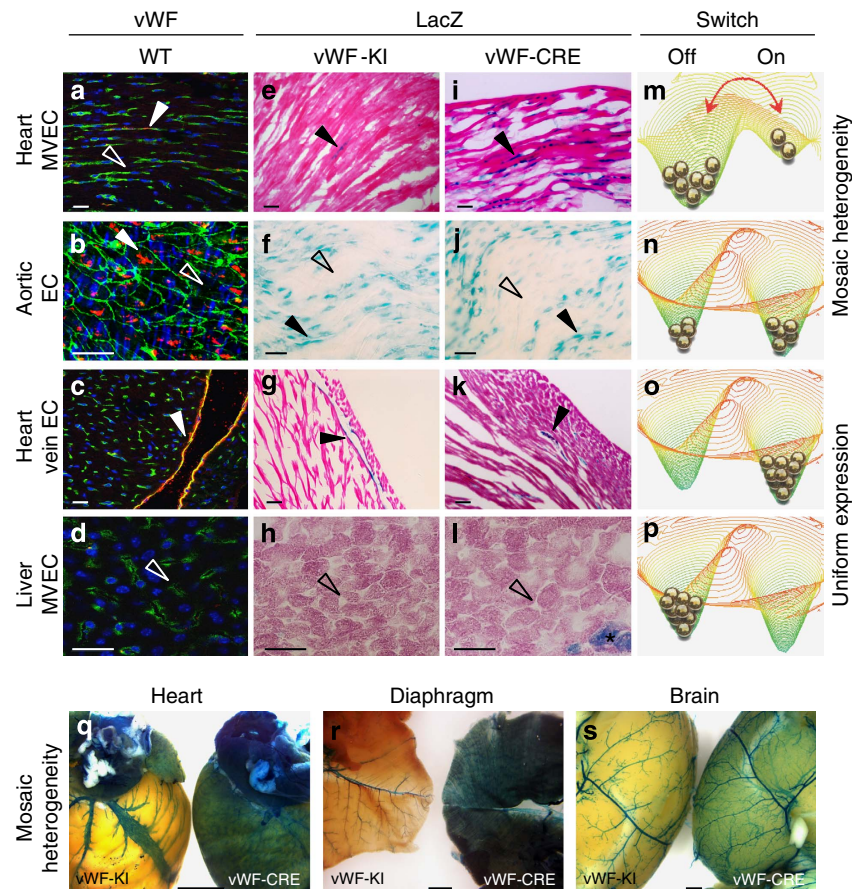 vWF LacZ Switch
WT vWF-KI vWF-CRE Off On
Heart MVEC
a e i m
Aortic EC
b f j n
Mosaic heterogeneity
Heart vein EC
c g k o
Liver MVEC
d h l p
*
Uniform expression
Heart Diaphragm Brain
Mosaic heterogeneity
q r s
vWF-KI vWF-CRE vWF-KI vWF-CRE vWF-KI vWF-CRE